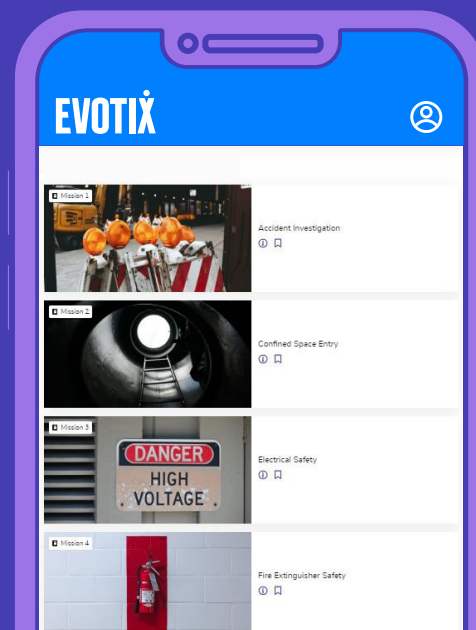 EVOTIX
Mission 1
Accident Investigation
Mission 2
Confined Space Entry
Mission 3
DANGER
HIGH
VOLTAGE
Electrical Safety
Mission 4
Fire Extinguisher Safety